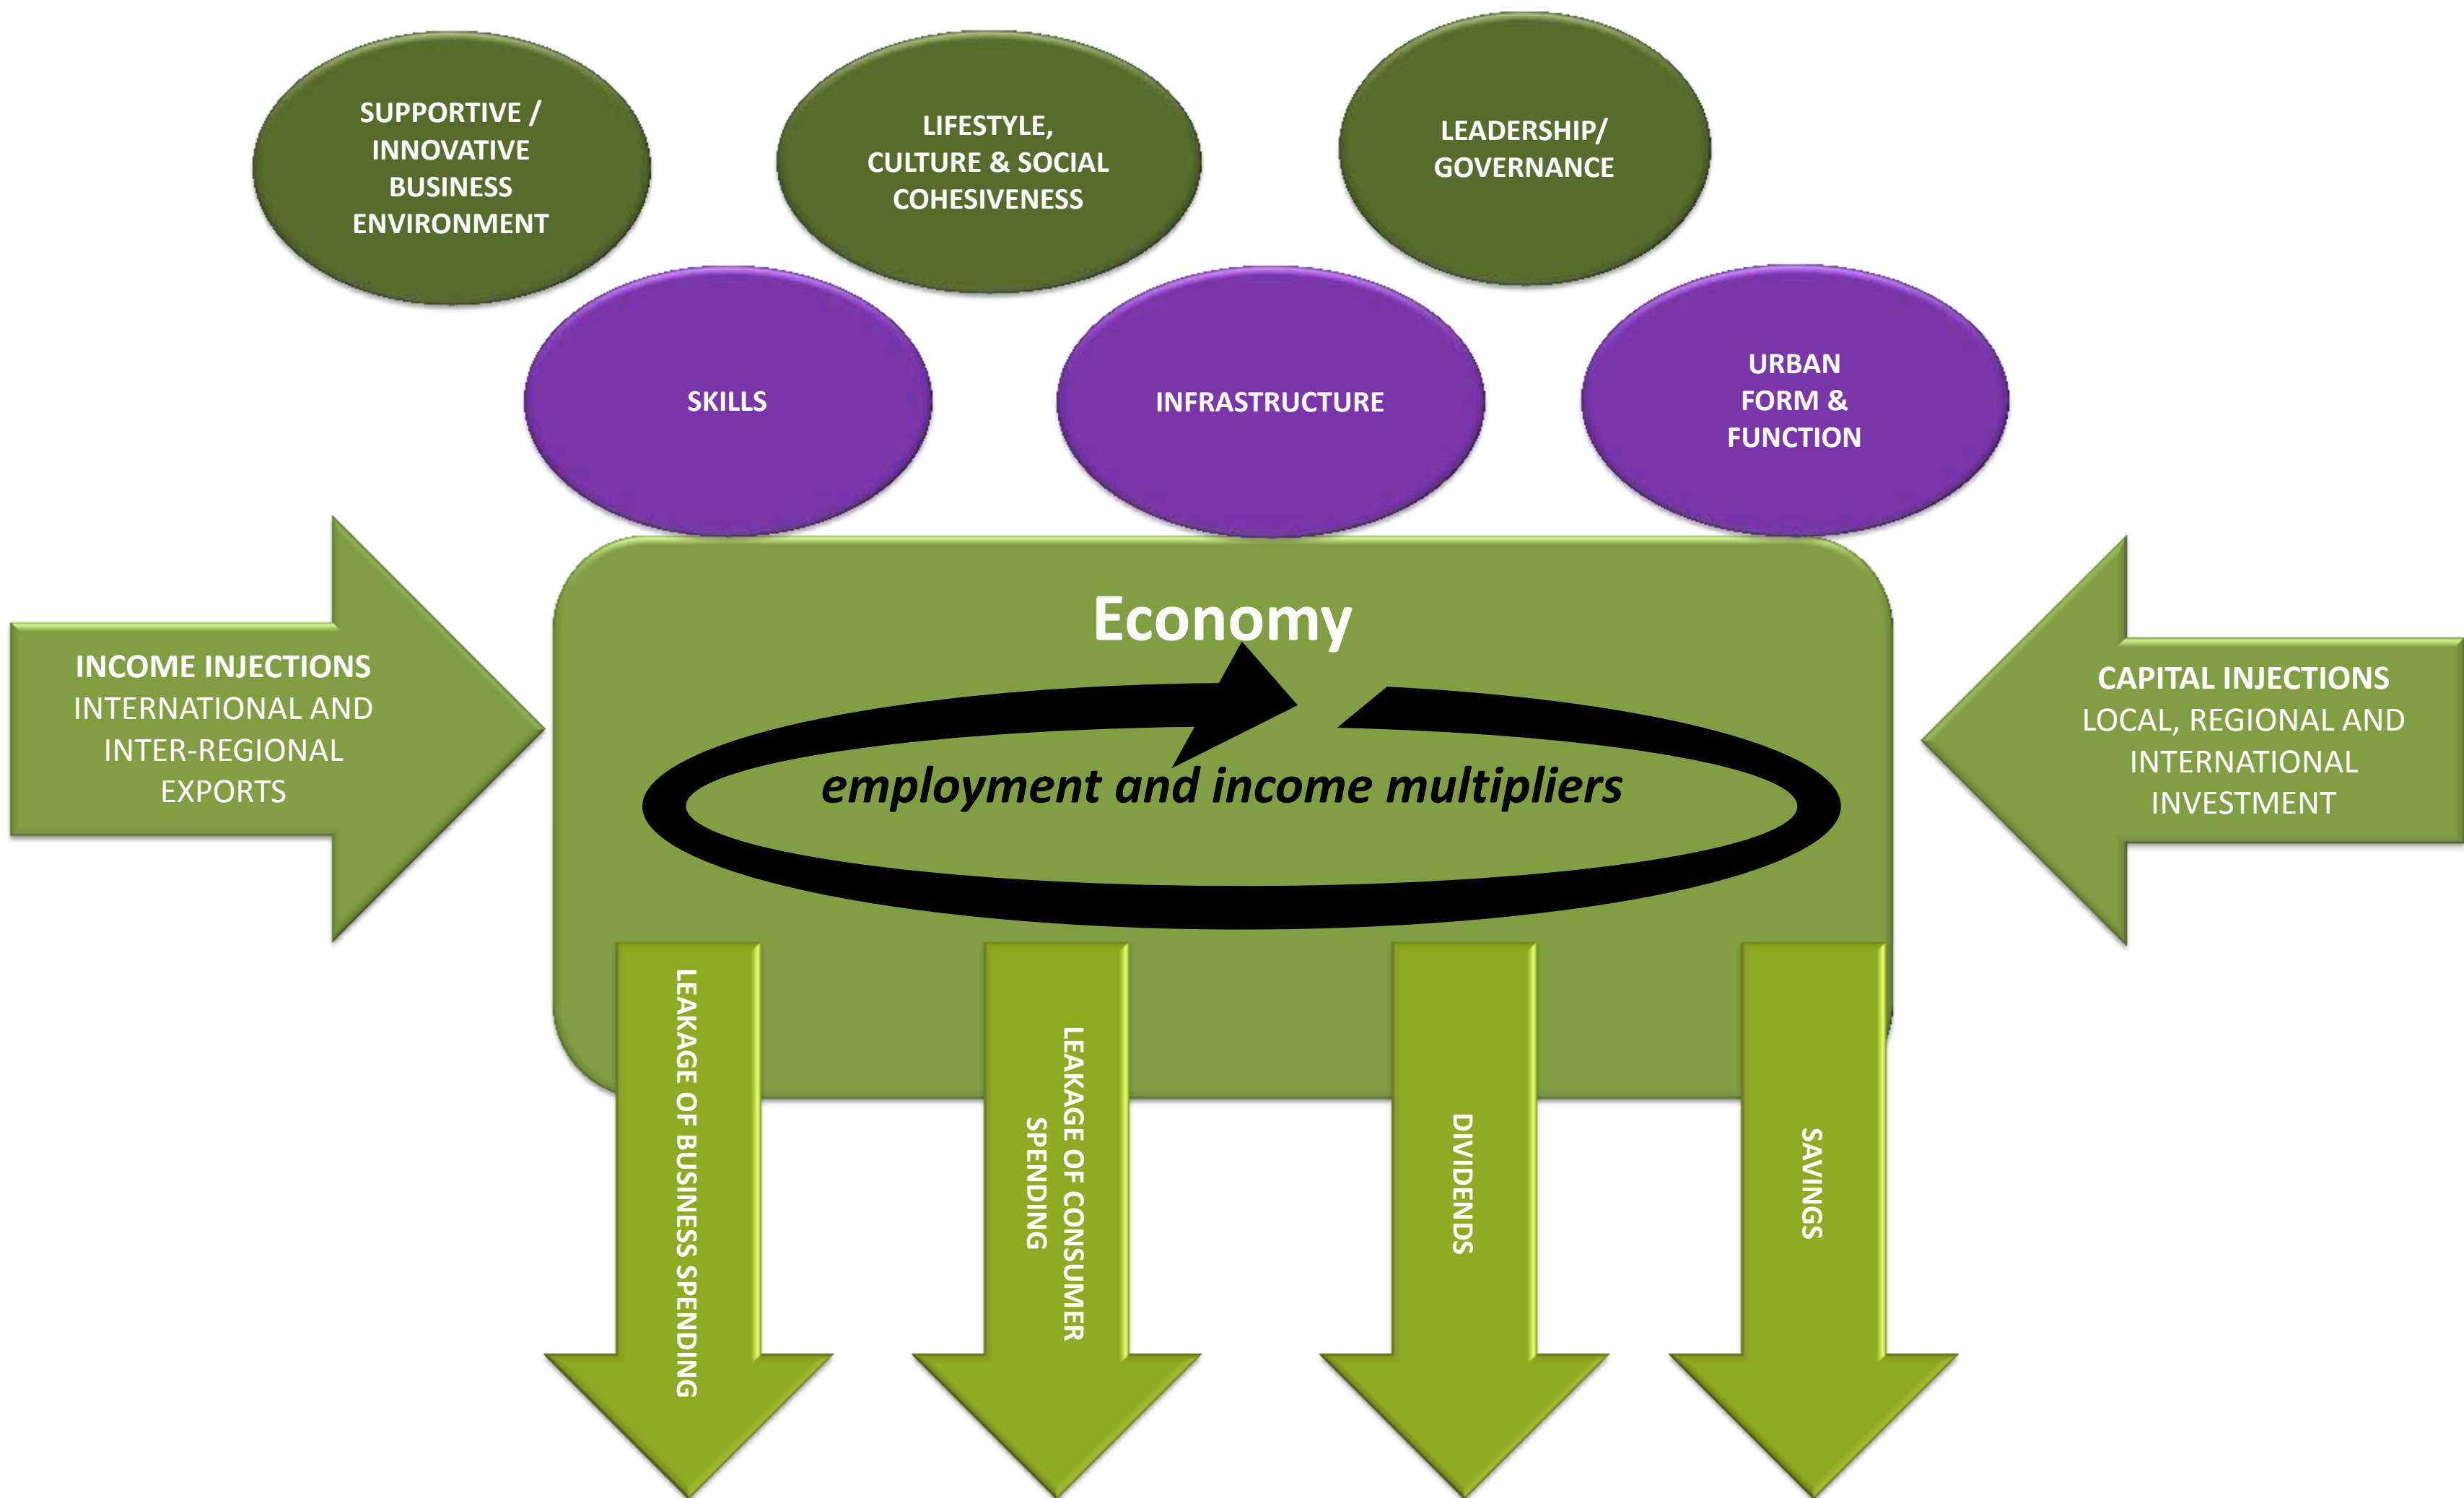 SUPPORTIVE /
INNOVATIVE
BUSINESS
ENVIRONMENT
LIFESTYLE,
CULTURE & SOCIAL
COHESIVENESS
LEADERSHIP/
GOVERNANCE
SKILLS
INFRASTRUCTURE
URBAN
FORM &
FUNCTION
INCOME INJECTIONS
INTERNATIONAL AND
INTER-REGIONAL
EXPORTS
Economy
employment and income multipliers
CAPITAL INJECTIONS
LOCAL, REGIONAL AND
INTERNATIONAL
INVESTMENT
LEAKAGE OF BUSINESS SPENDING
LEAKAGE OF CONSUMER
SPENDING
DIVIDENDS
SAVINGS